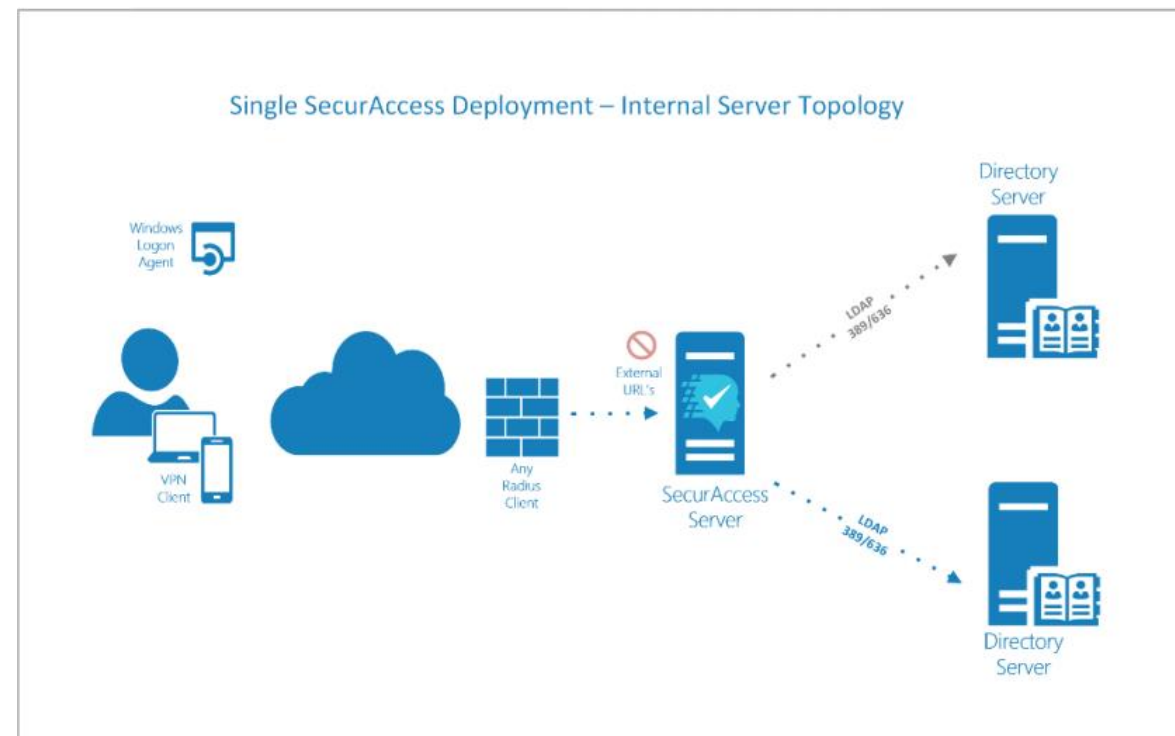 Single SecurAccess Deployment – Internal Server Topology
Directory
Server
Windows
Logon
Agent
LDAP
389/636
External
URL's
VPN
Client
Any
Radius
Client
SecurAccess
Server
LDAP
389/636
Directory
Server